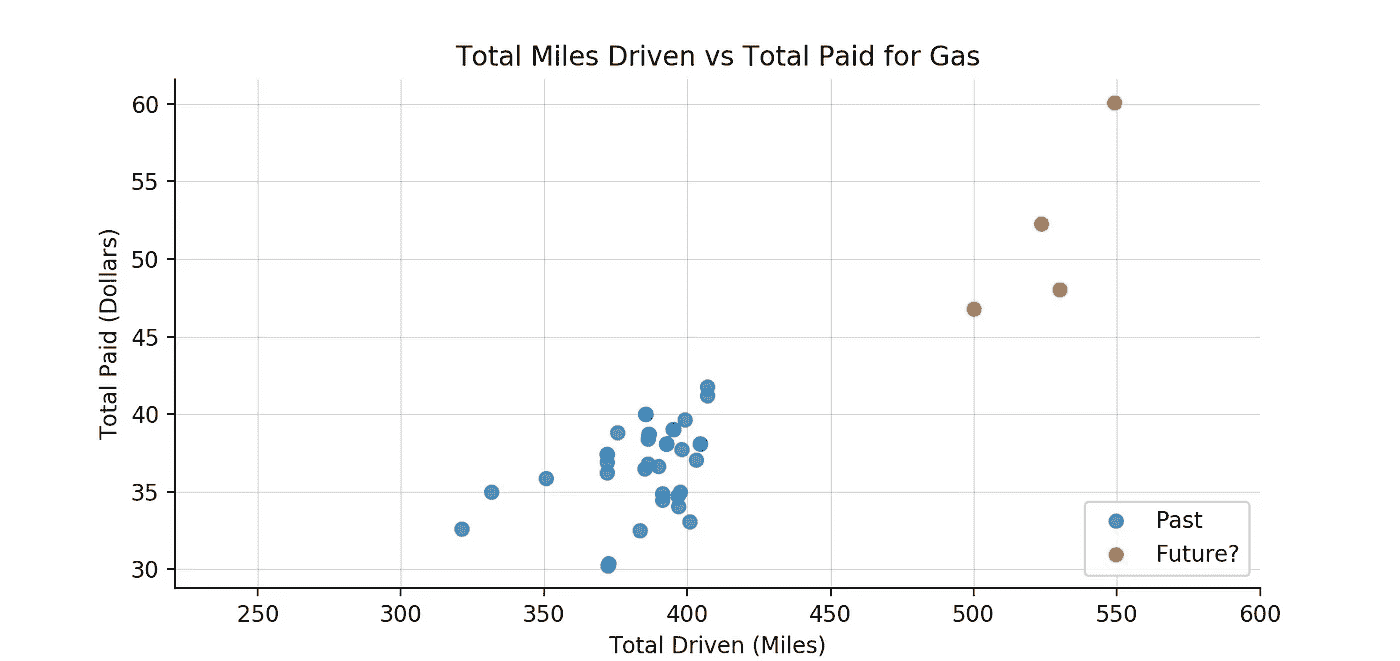 Total Miles Driven vs Total Paid for Gas
60
55
50
45
40
35
30
Total Paid (Dollars)
Past
Future?
250 300 350 400 450 500 550 600
Total Driven (Miles)